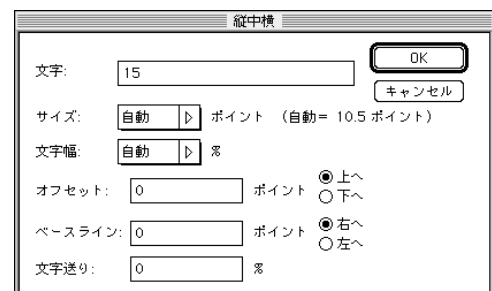 縦中横
文字: 15
OK
キャンセル
サイズ: 自動 ポイント (自動= 10.5 ポイント)
文字幅: 自動 %
オフセット: 0 ポイント 上へ
下へ
ベースライン: 0 ポイント 右へ
左へ
文字送り: 0 %